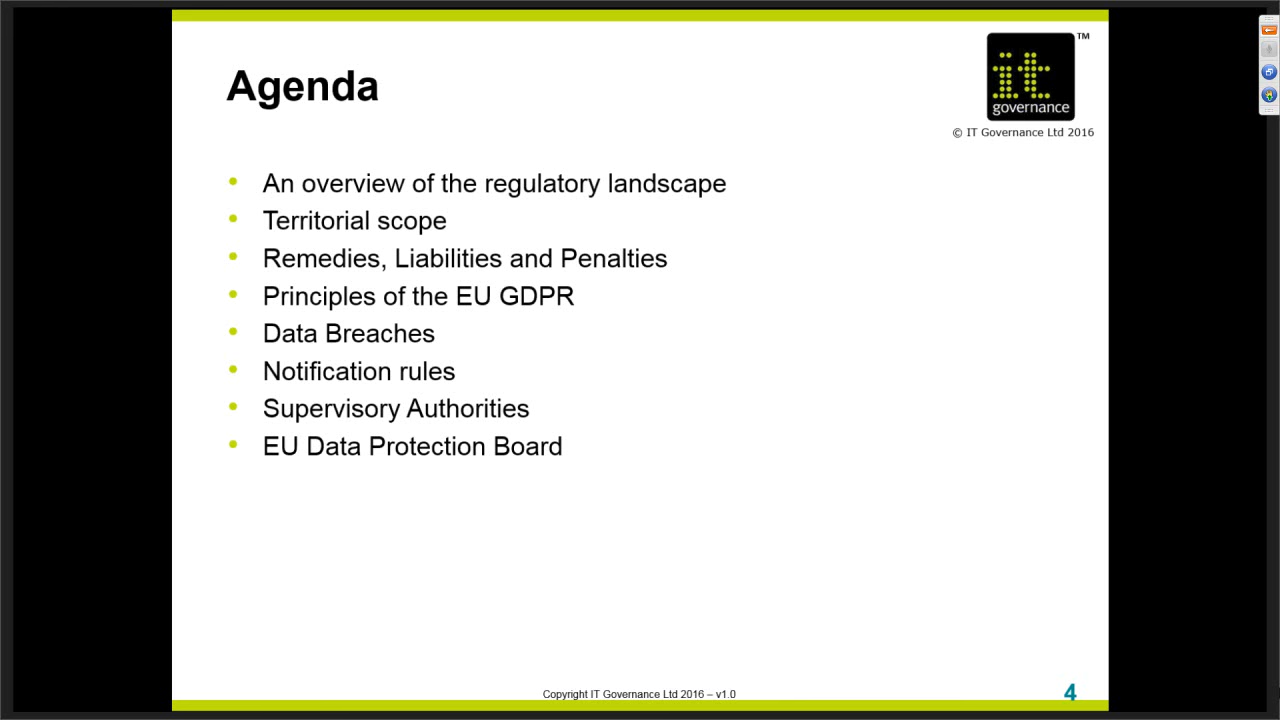 Agenda
it
governance
TM
© IT Governance Ltd 2016
• An overview of the regulatory landscape
• Territorial scope
• Remedies, Liabilities and Penalties
• Principles of the EU GDPR
• Data Breaches
• Notification rules
• Supervisory Authorities
• EU Data Protection Board
Copyright IT Governance Ltd 2016 – v1.0
4